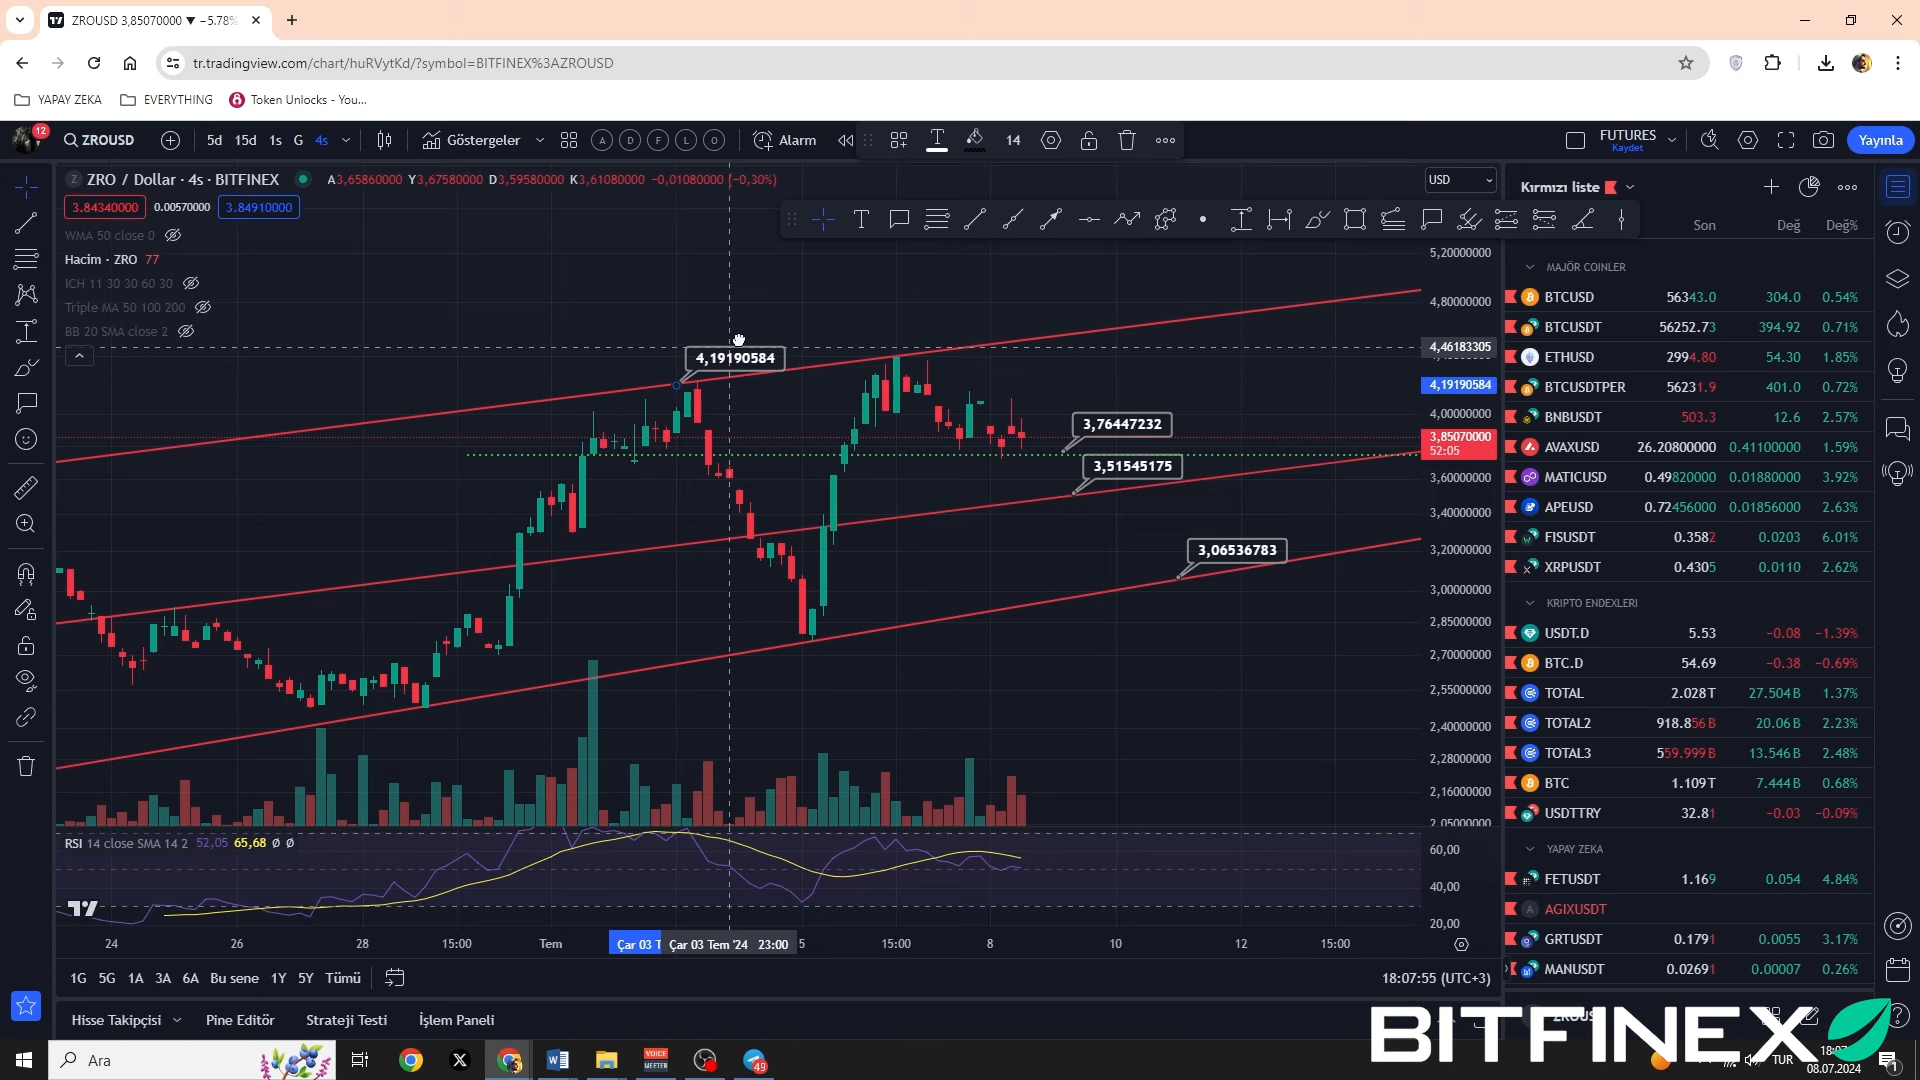 ZROUSD 3,85070000 ▼ −5.78%
tr.tradingview.com/chart/huRVytKd/?symbol=BITFINEX%3AZROUSD
YAPAY ZEKA EVERYTHING Token Unlocks - You...
12 ZROUSD 5d 15d 1s G 4s Göstergeler A D F L O Alarm 14 FUTURES Kaydet Yayınla
Z ZRO / Dollar · 4s · BITFINEX A3,65860000 Y3,67580000 D3,59580000 K3,61080000 −0,01080000 (−0,30%)
USD
3.84340000 0.00570000 3.84910000
WMA 50 close 0
Hacim · ZRO 77
ICH 11 30 30 60 30
Triple MA 50 100 200
BB 20 SMA close 2
4,19190584
3,76447232
3,51545175
3,06536783
5,20000000
4,80000000
4,46183305
4,19190584
4,00000000
3,85070000
52:05
3,60000000
3,40000000
3,20000000
3,00000000
2,85000000
2,70000000
2,55000000
2,40000000
2,28000000
2,16000000
2,05000000
RSI 14 close SMA 14 2 52,05 65,68 Ø Ø
60,00
40,00
20,00
24 26 28 15:00 Tem Çar 03 T Çar 03 Tem '24 23:00 5 15:00 8 10 12 15:00
1G 5G 1A 3A 6A Bu sene 1Y 5Y Tümü 18:07:55 (UTC+3)
Hisse Takipçisi Pine Editör Strateji Testi İşlem Paneli
Kırmızı liste
Son Değ Değ%
MAJÖR COINLER
BTCUSD 56343.0 304.0 0.54%
BTCUSDT 56252.73 394.92 0.71%
ETHUSD 2994.80 54.30 1.85%
BTCUSDTPER 56231.9 401.0 0.72%
BNBUSDT 503.3 12.6 2.57%
AVAXUSD 26.20800000 0.41100000 1.59%
MATICUSD 0.49820000 0.01880000 3.92%
APEUSD 0.72456000 0.01856000 2.63%
FISUSDT 0.3582 0.0203 6.01%
XRPUSDT 0.4305 0.0110 2.62%
KRIPTO ENDEXLERI
USDT.D 5.53 −0.08 −1.39%
BTC.D 54.69 −0.38 −0.69%
TOTAL 2.028T 27.504B 1.37%
TOTAL2 918.856B 20.06B 2.23%
TOTAL3 559.999B 13.546B 2.48%
BTC 1.109T 7.444B 0.68%
USDTTRY 32.81 −0.03 −0.09%
YAPAY ZEKA
FETUSDT 1.169 0.054 4.84%
AGIXUSDT
GRTUSDT 0.1791 0.0055 3.17%
MANUSDT 0.02691 0.00007 0.26%
BITFINEX
Ara VOICE MEETER 49 TUR
08.07.2024 1